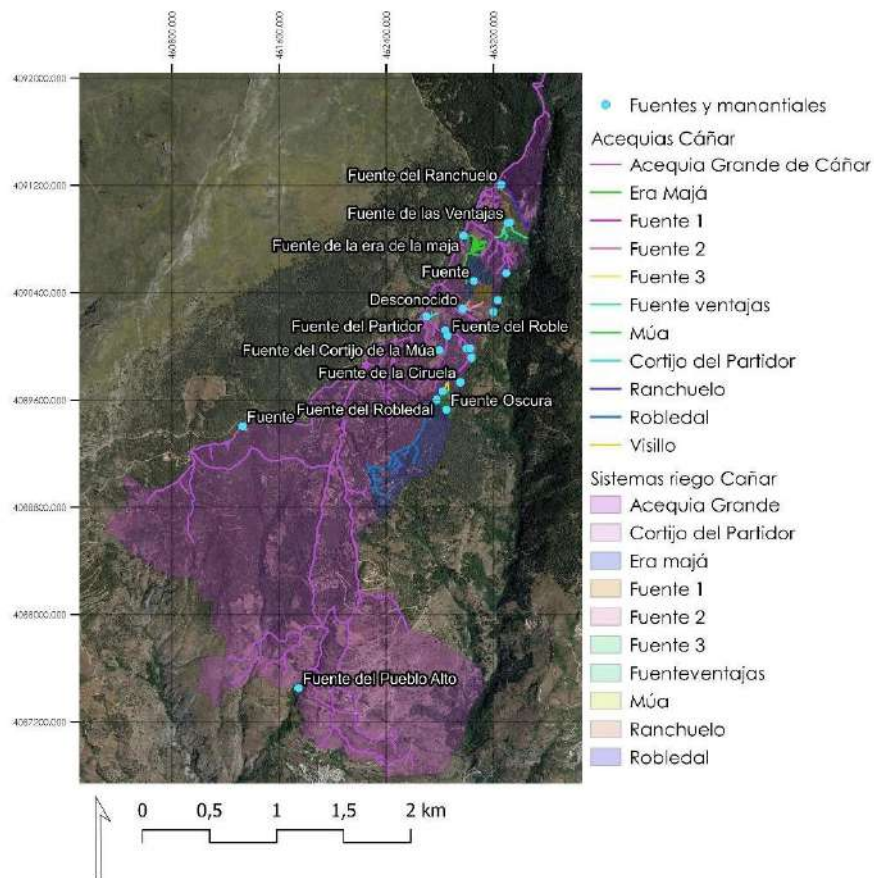 460800.000
461600.000
462400.000
463200.000
4092000.000
4091200.000
4090400.000
4089600.000
4088800.000
4088000.000
4087200.000
Fuente del Ranchuelo
Fuente de las Ventajas
Fuente de la era de la maja
Fuente
Desconocido
Fuente del Partidor
Fuente del Roble
Fuente del Cortijo de la Múa
Fuente de la Ciruela
Fuente Oscura
Fuente del Robledal
Fuente
Fuente del Pueblo Alto
Fuentes y manantiales
Acequias Cáñar
Acequia Grande de Cáñar
Era Majá
Fuente 1
Fuente 2
Fuente 3
Fuente ventajas
Múa
Cortijo del Partidor
Ranchuelo
Robledal
Visillo
Sistemas riego Cañar
Acequia Grande
Cortijo del Partidor
Era majá
Fuente 1
Fuente 2
Fuente 3
Fuenteventajas
Múa
Ranchuelo
Robledal
0 0,5 1 1,5 2 km